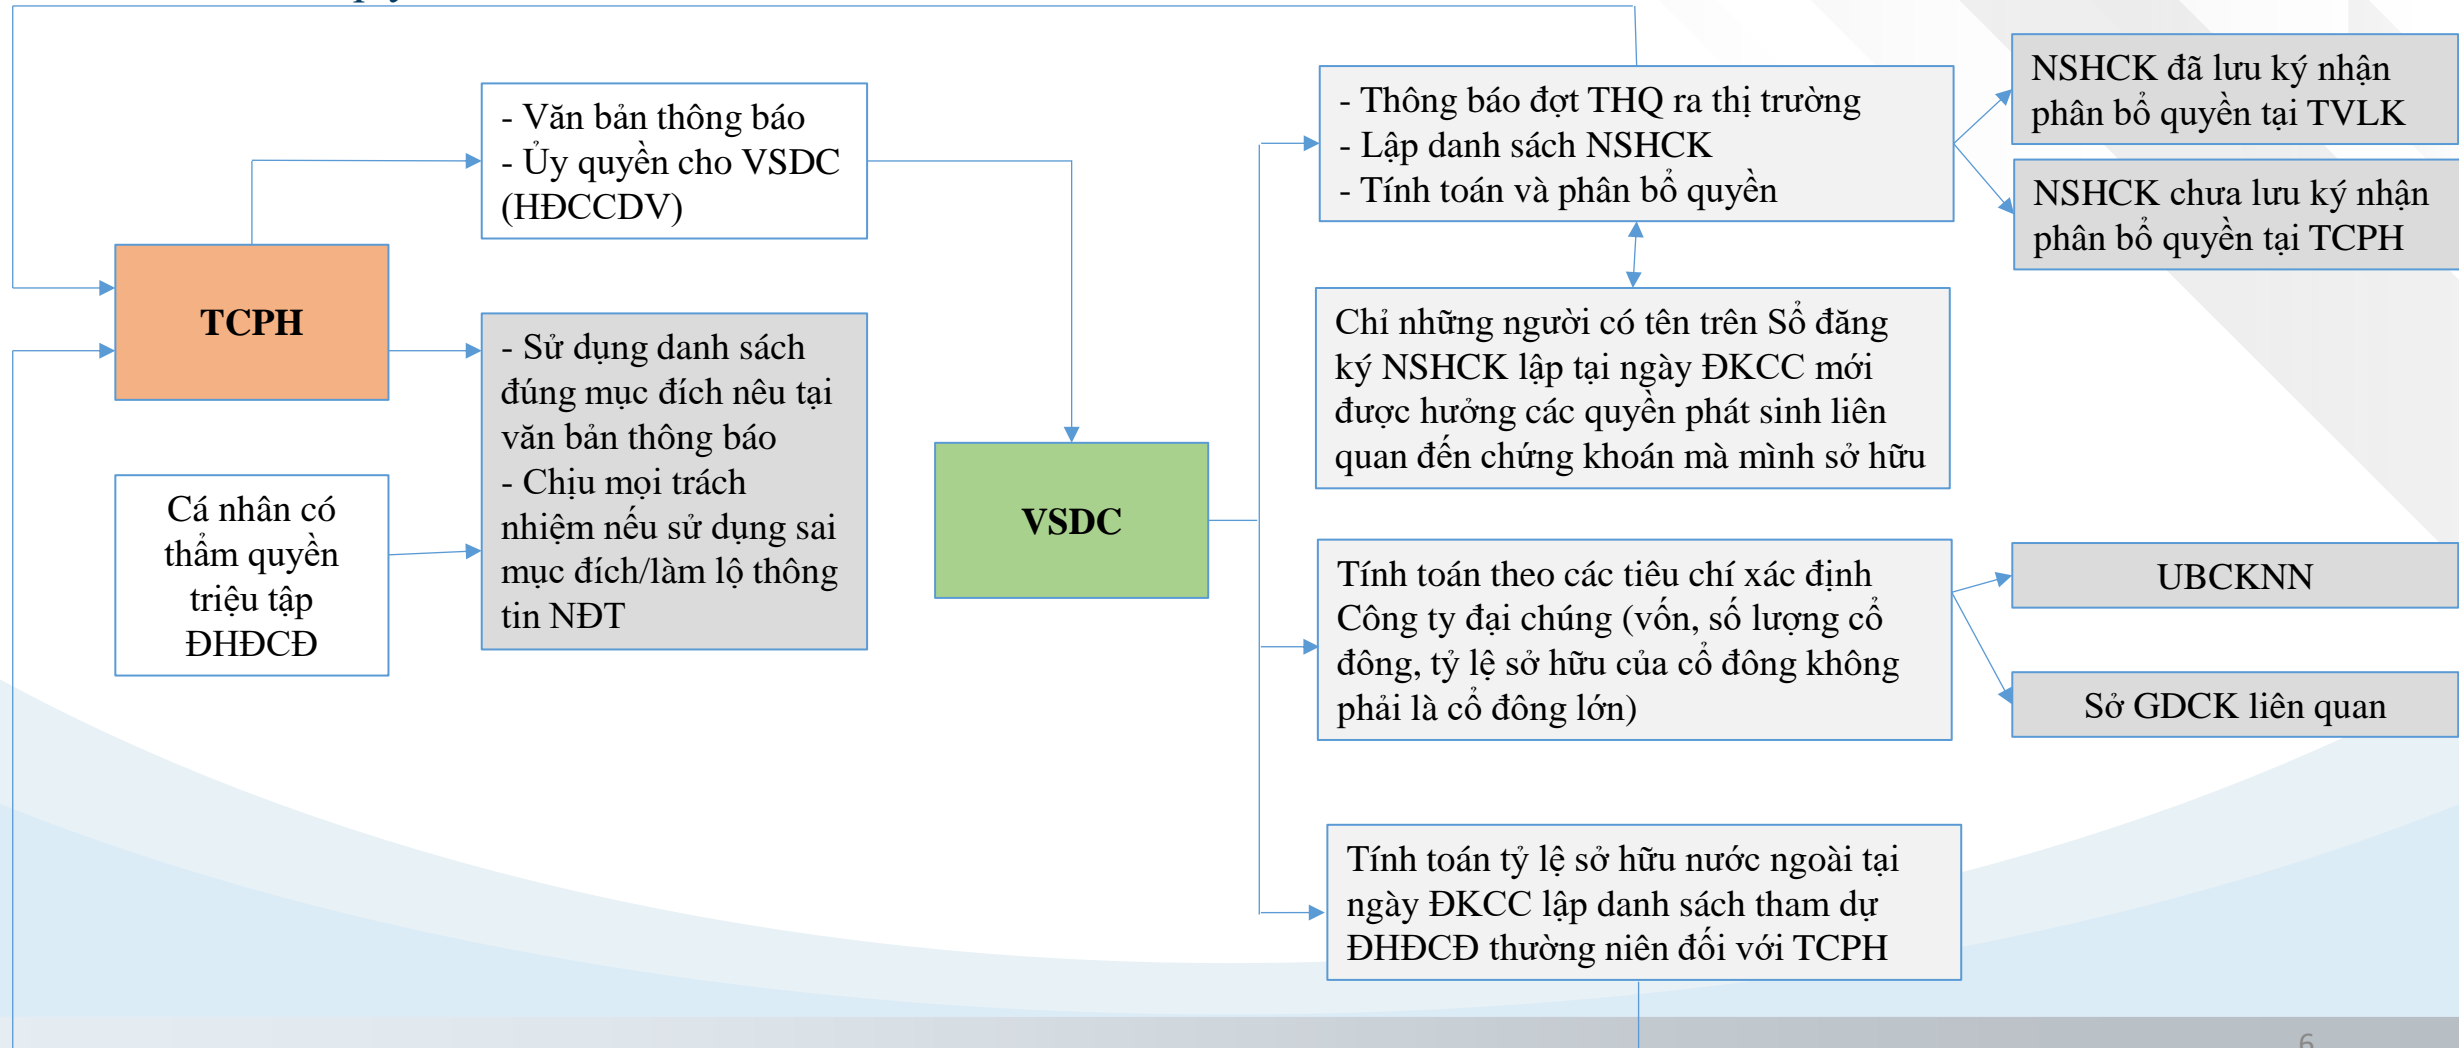 - Văn bản thông báo
- Ủy quyền cho VSDC
(HĐCCDV)
TCPH
- Sử dụng danh sách
đúng mục đích nêu tại
văn bản thông báo
- Chịu mọi trách
nhiệm nếu sử dụng sai
mục đích/làm lộ thông
tin NĐT
Cá nhân có
thẩm quyền
triệu tập
ĐHĐCĐ
VSDC
- Thông báo đợt THQ ra thị trường
- Lập danh sách NSHCK
- Tính toán và phân bổ quyền
NSHCK đã lưu ký nhận
phân bổ quyền tại TVLK
NSHCK chưa lưu ký nhận
phân bổ quyền tại TCPH
Chỉ những người có tên trên Sổ đăng
ký NSHCK lập tại ngày ĐKCC mới
được hưởng các quyền phát sinh liên
quan đến chứng khoán mà mình sở hữu
Tính toán theo các tiêu chí xác định
Công ty đại chúng (vốn, số lượng cổ
đông, tỷ lệ sở hữu của cổ đông không
phải là cổ đông lớn)
UBCKNN
Sở GDCK liên quan
Tính toán tỷ lệ sở hữu nước ngoài tại
ngày ĐKCC lập danh sách tham dự
ĐHĐCĐ thường niên đối với TCPH
6